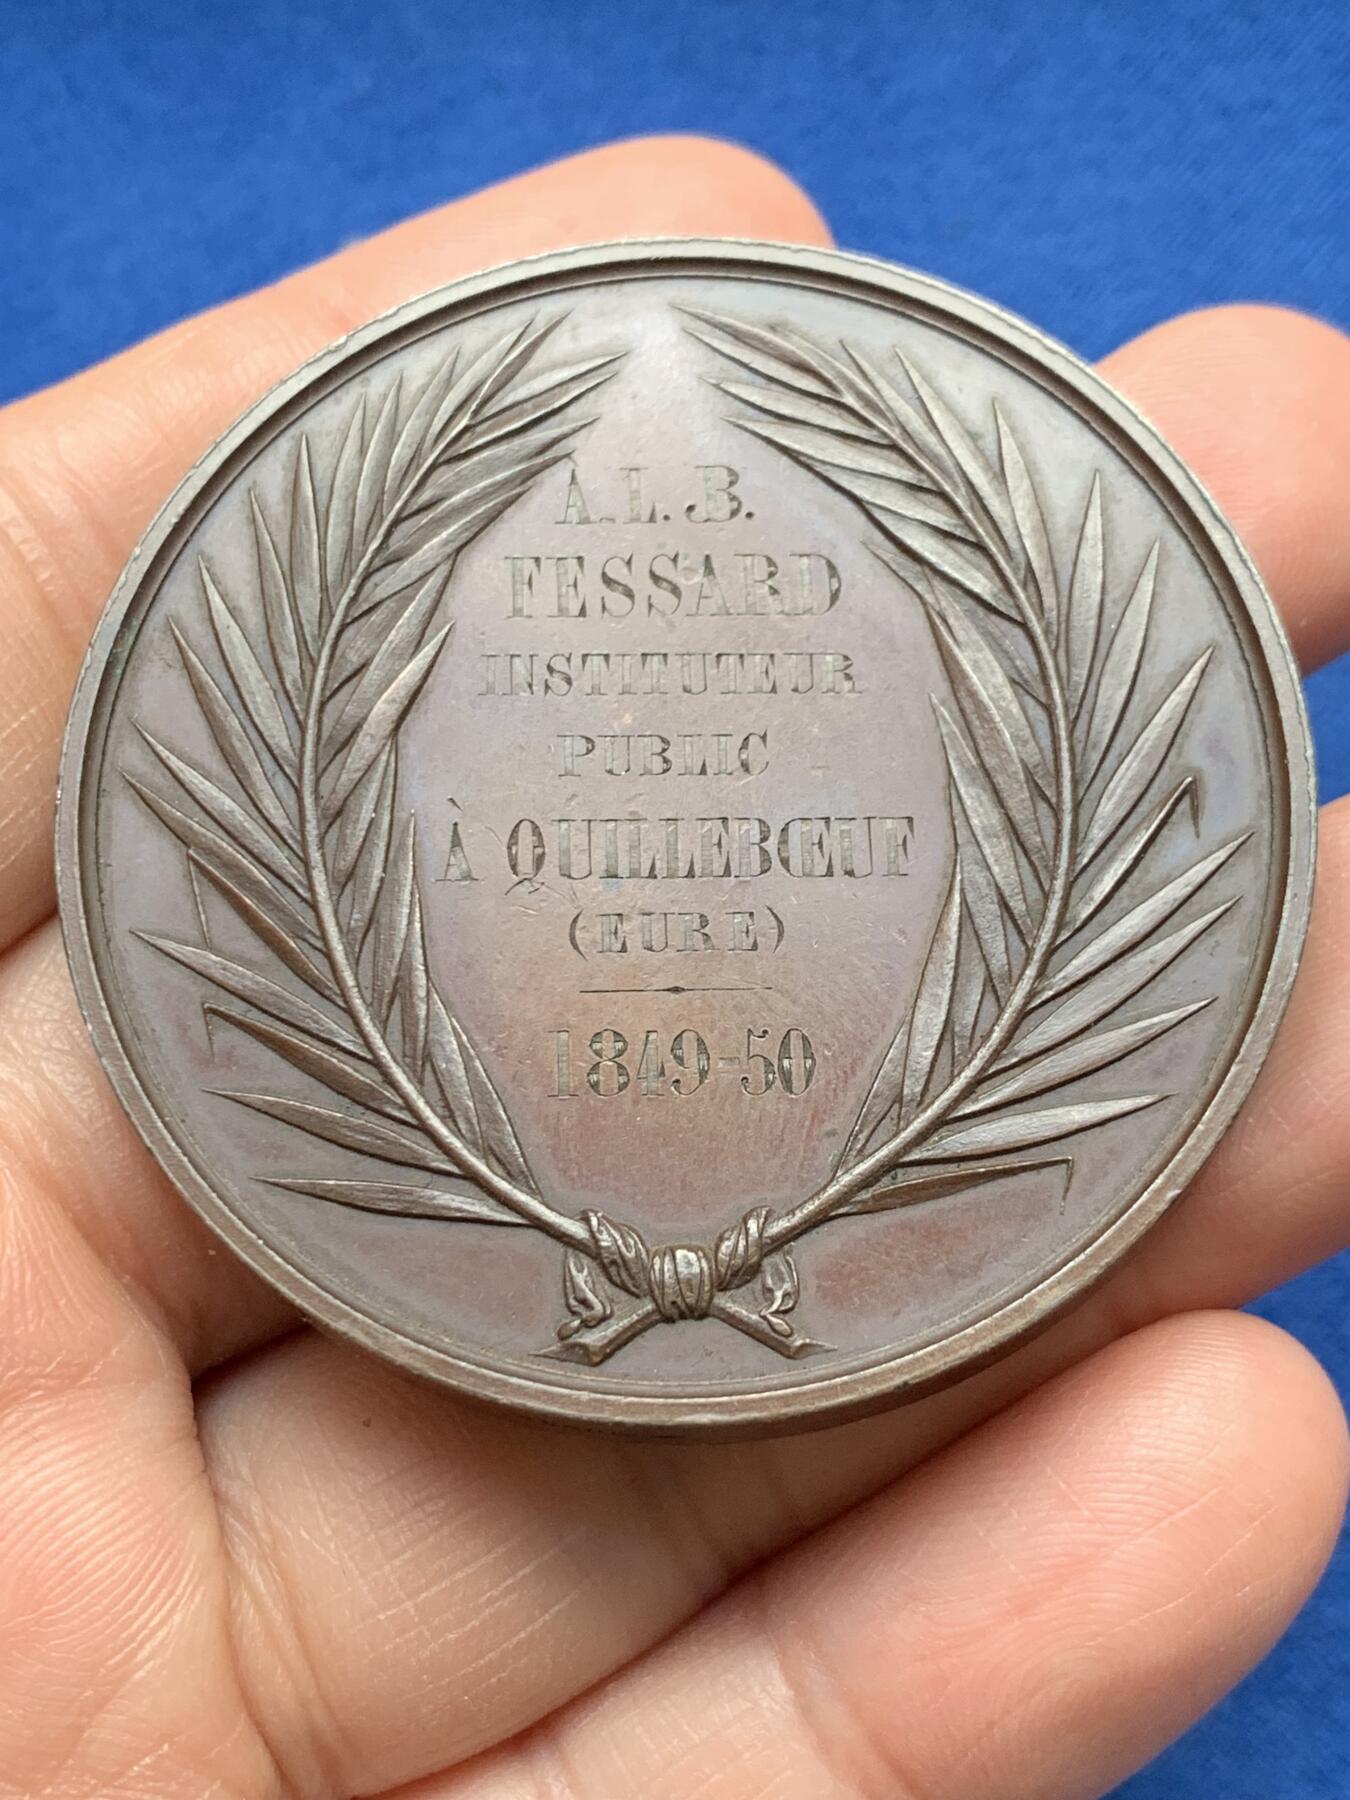 A. L. B.
FESSARD
INSTITUTEUR
PUBLIC
À QUILLEBŒUF
(EURE)
1849-50